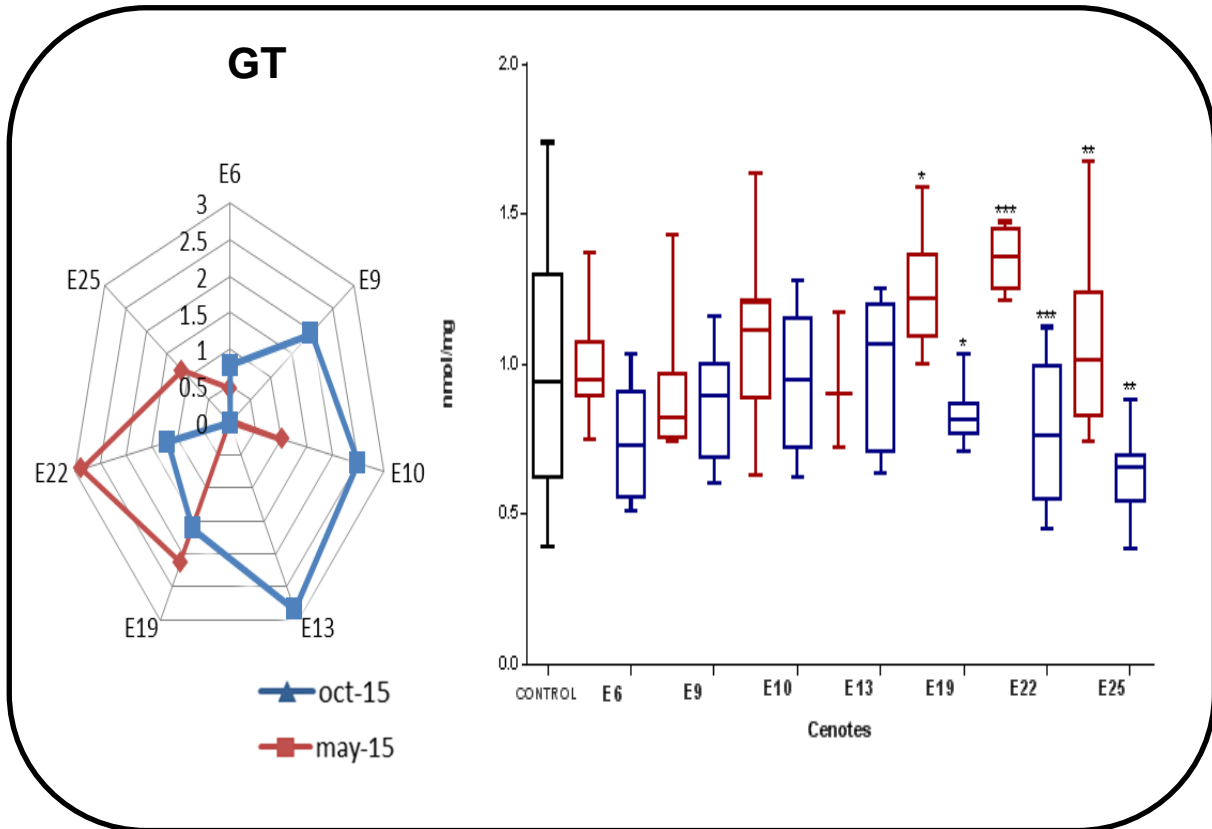 GT
E6
3
2.5
2
1.5
1
0.5
0
E9
E10
E13
E19
E22
E25
oct-15
may-15
2.0
1.5
1.0
0.5
0.0
nmol/mg
*
*
***
***
**
**
CONTROL E6 E9 E10 E13 E19 E22 E25
Cenotes